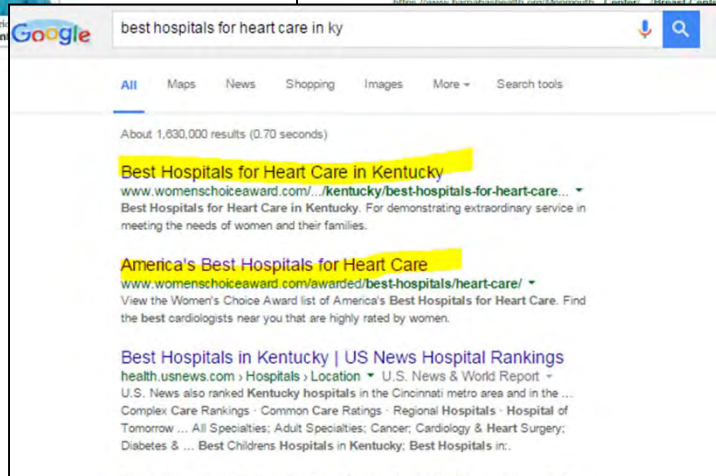 https://www.barnabashealth.org/Monmouth
Google
best hospitals for heart care in ky
All Maps News Shopping Images More Search tools
About 1,630,000 results (0.70 seconds)
Best Hospitals for Heart Care in Kentucky
www.womenschoiceaward.com/.../kentucky/best-hospitals-for-heart-care...
Best Hospitals for Heart Care in Kentucky. For demonstrating extraordinary service in
meeting the needs of women and their families.
America's Best Hospitals for Heart Care
www.womenschoiceaward.com/awarded/best-hospitals/heart-care/
View the Women's Choice Award list of America's Best Hospitals for Heart Care. Find
the best cardiologists near you that are highly rated by women.
Best Hospitals in Kentucky | US News Hospital Rankings
health.usnews.com › Hospitals › Location U.S. News & World Report
U.S. News also ranked Kentucky hospitals in the Cincinnati metro area and in the ...
Complex Care Rankings · Common Care Ratings · Regional Hospitals · Hospital of
Tomorrow ... All Specialties; Adult Specialties; Cancer; Cardiology & Heart Surgery;
Diabetes & ... Best Childrens Hospitals in Kentucky; Best Hospitals in:.